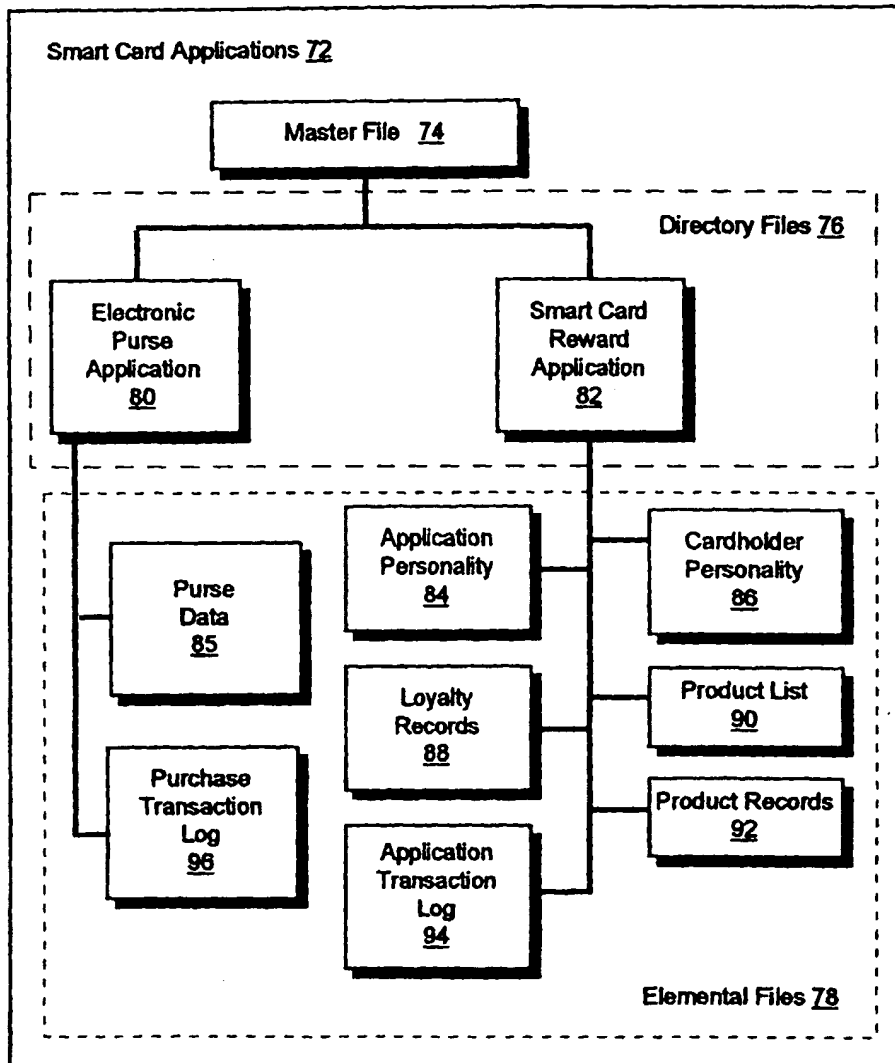 Smart Card Applications 72
Master File 74
Directory Files 76
Electronic
Purse
Application
80
Smart Card
Reward
Application
82
Purse
Data
85
Purchase
Transaction
Log
96
Application
Personality
84
Loyalty
Records
88
Application
Transaction
Log
94
Cardholder
Personality
86
Product List
90
Product Records
92
Elemental Files 78